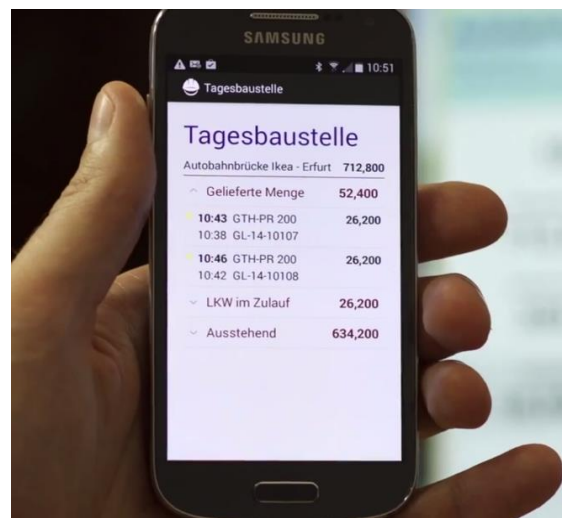 SAMSUNG
10:51
Tagesbaustelle
Tagesbaustelle
Autobahnbrücke Ikea - Erfurt 712,800
Gelieferte Menge 52,400
10:43 GTH-PR 200 26,200
10:38 GL-14-10107
10:46 GTH-PR 200 26,200
10:42 GL-14-10108
LKW im Zulauf 26,200
Ausstehend 634,200